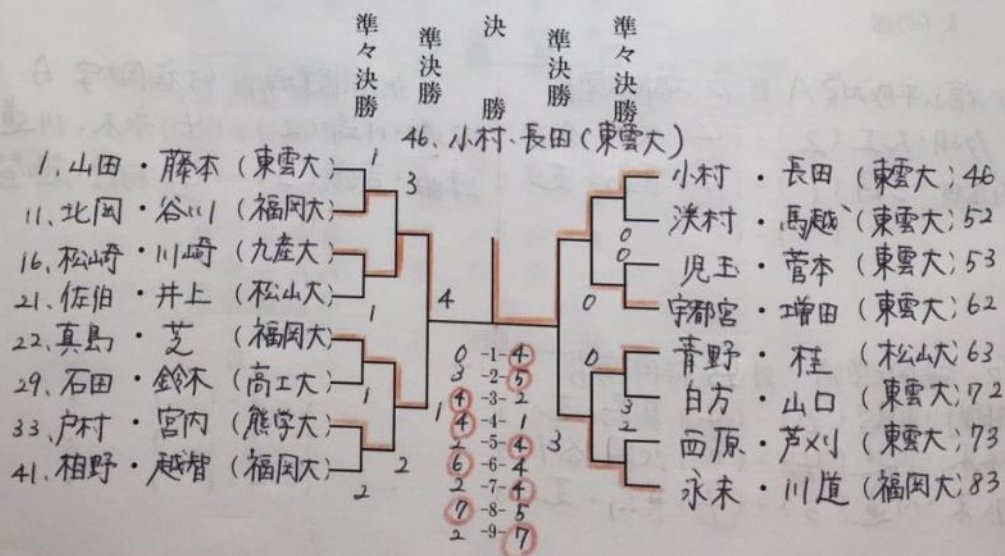 準々決勝
準決勝
決勝
準決勝
準々決勝
46. 小村・長田(東雲大)
1. 山田・藤本(東雲大)
11. 北岡・谷川(福岡大)
16. 松崎・川崎(九産大)
21. 佐伯・井上(松山大)
22. 真島・芝(福岡大)
29. 石田・鈴木(高工大)
33. 戸村・宮内(熊学大)
41. 相野・越智(福岡大)
1
3
1
4
1
1
2
2
0 -1- 4
3 -2- 5
4 -3- 2
4 -4- 1
2 -5- 4
6 -6- 4
2 -7- 4
7 -8- 5
2 -9- 7
0
0
0
0
3
2
3
小村・長田(東雲大)46
渼村・馬越(東雲大)52
児玉・菅本(東雲大)53
宇都宮・増田(東雲大)62
青野・桂(松山大)63
日方・山口(東雲大)72
西原・芦刈(東雲大)73
永末・川道(福岡大)83